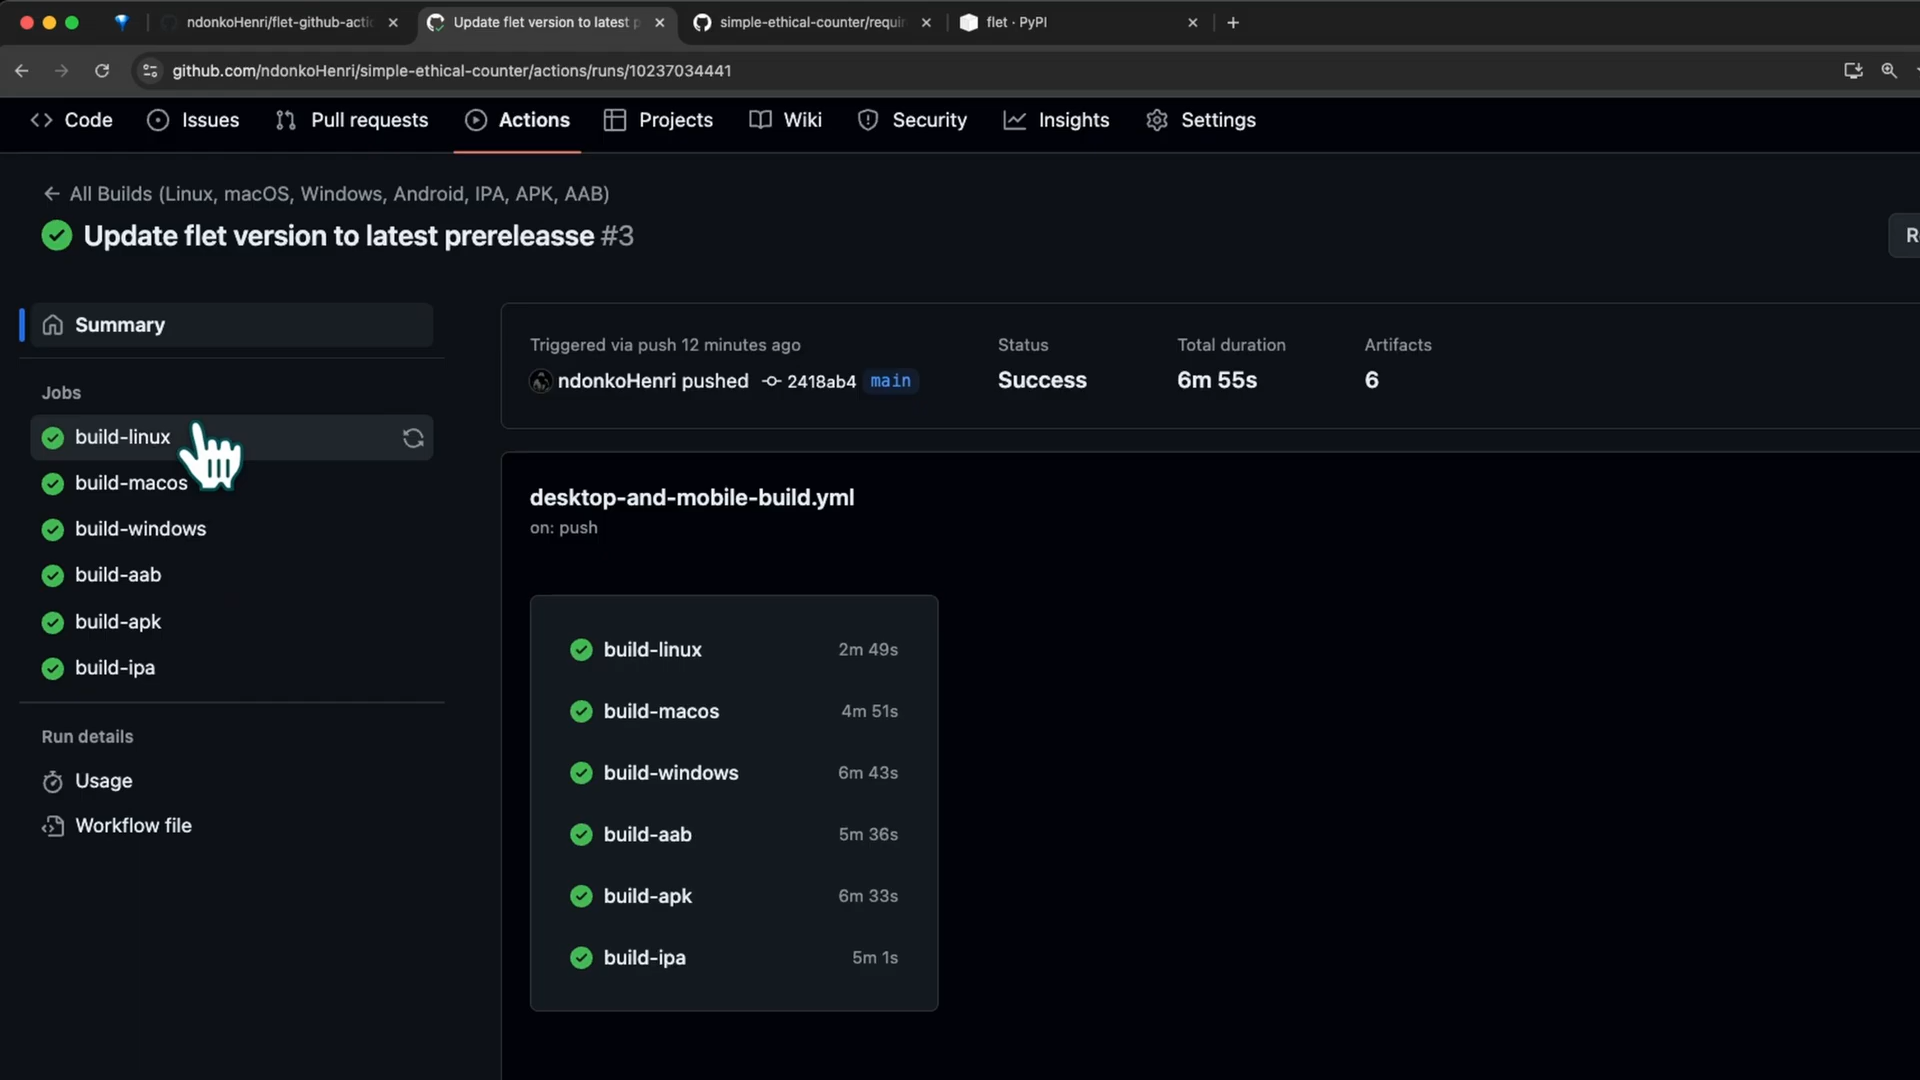 ndonkoHenri/flet-github-actio
Update flet version to latest p
simple-ethical-counter/requir
flet · PyPI
github.com/ndonkoHenri/simple-ethical-counter/actions/runs/10237034441
Code
Issues
Pull requests
Actions
Projects
Wiki
Security
Insights
Settings
All Builds (Linux, macOS, Windows, Android, IPA, APK, AAB)
Update flet version to latest prereleasse #3
Summary
Jobs
build-linux
build-macos
build-windows
build-aab
build-apk
build-ipa
Run details
Usage
Workflow file
Triggered via push 12 minutes ago
ndonkoHenri pushed 2418ab4 main
Status
Success
Total duration
6m 55s
Artifacts
6
desktop-and-mobile-build.yml
on: push
build-linux 2m 49s
build-macos 4m 51s
build-windows 6m 43s
build-aab 5m 36s
build-apk 6m 33s
build-ipa 5m 1s